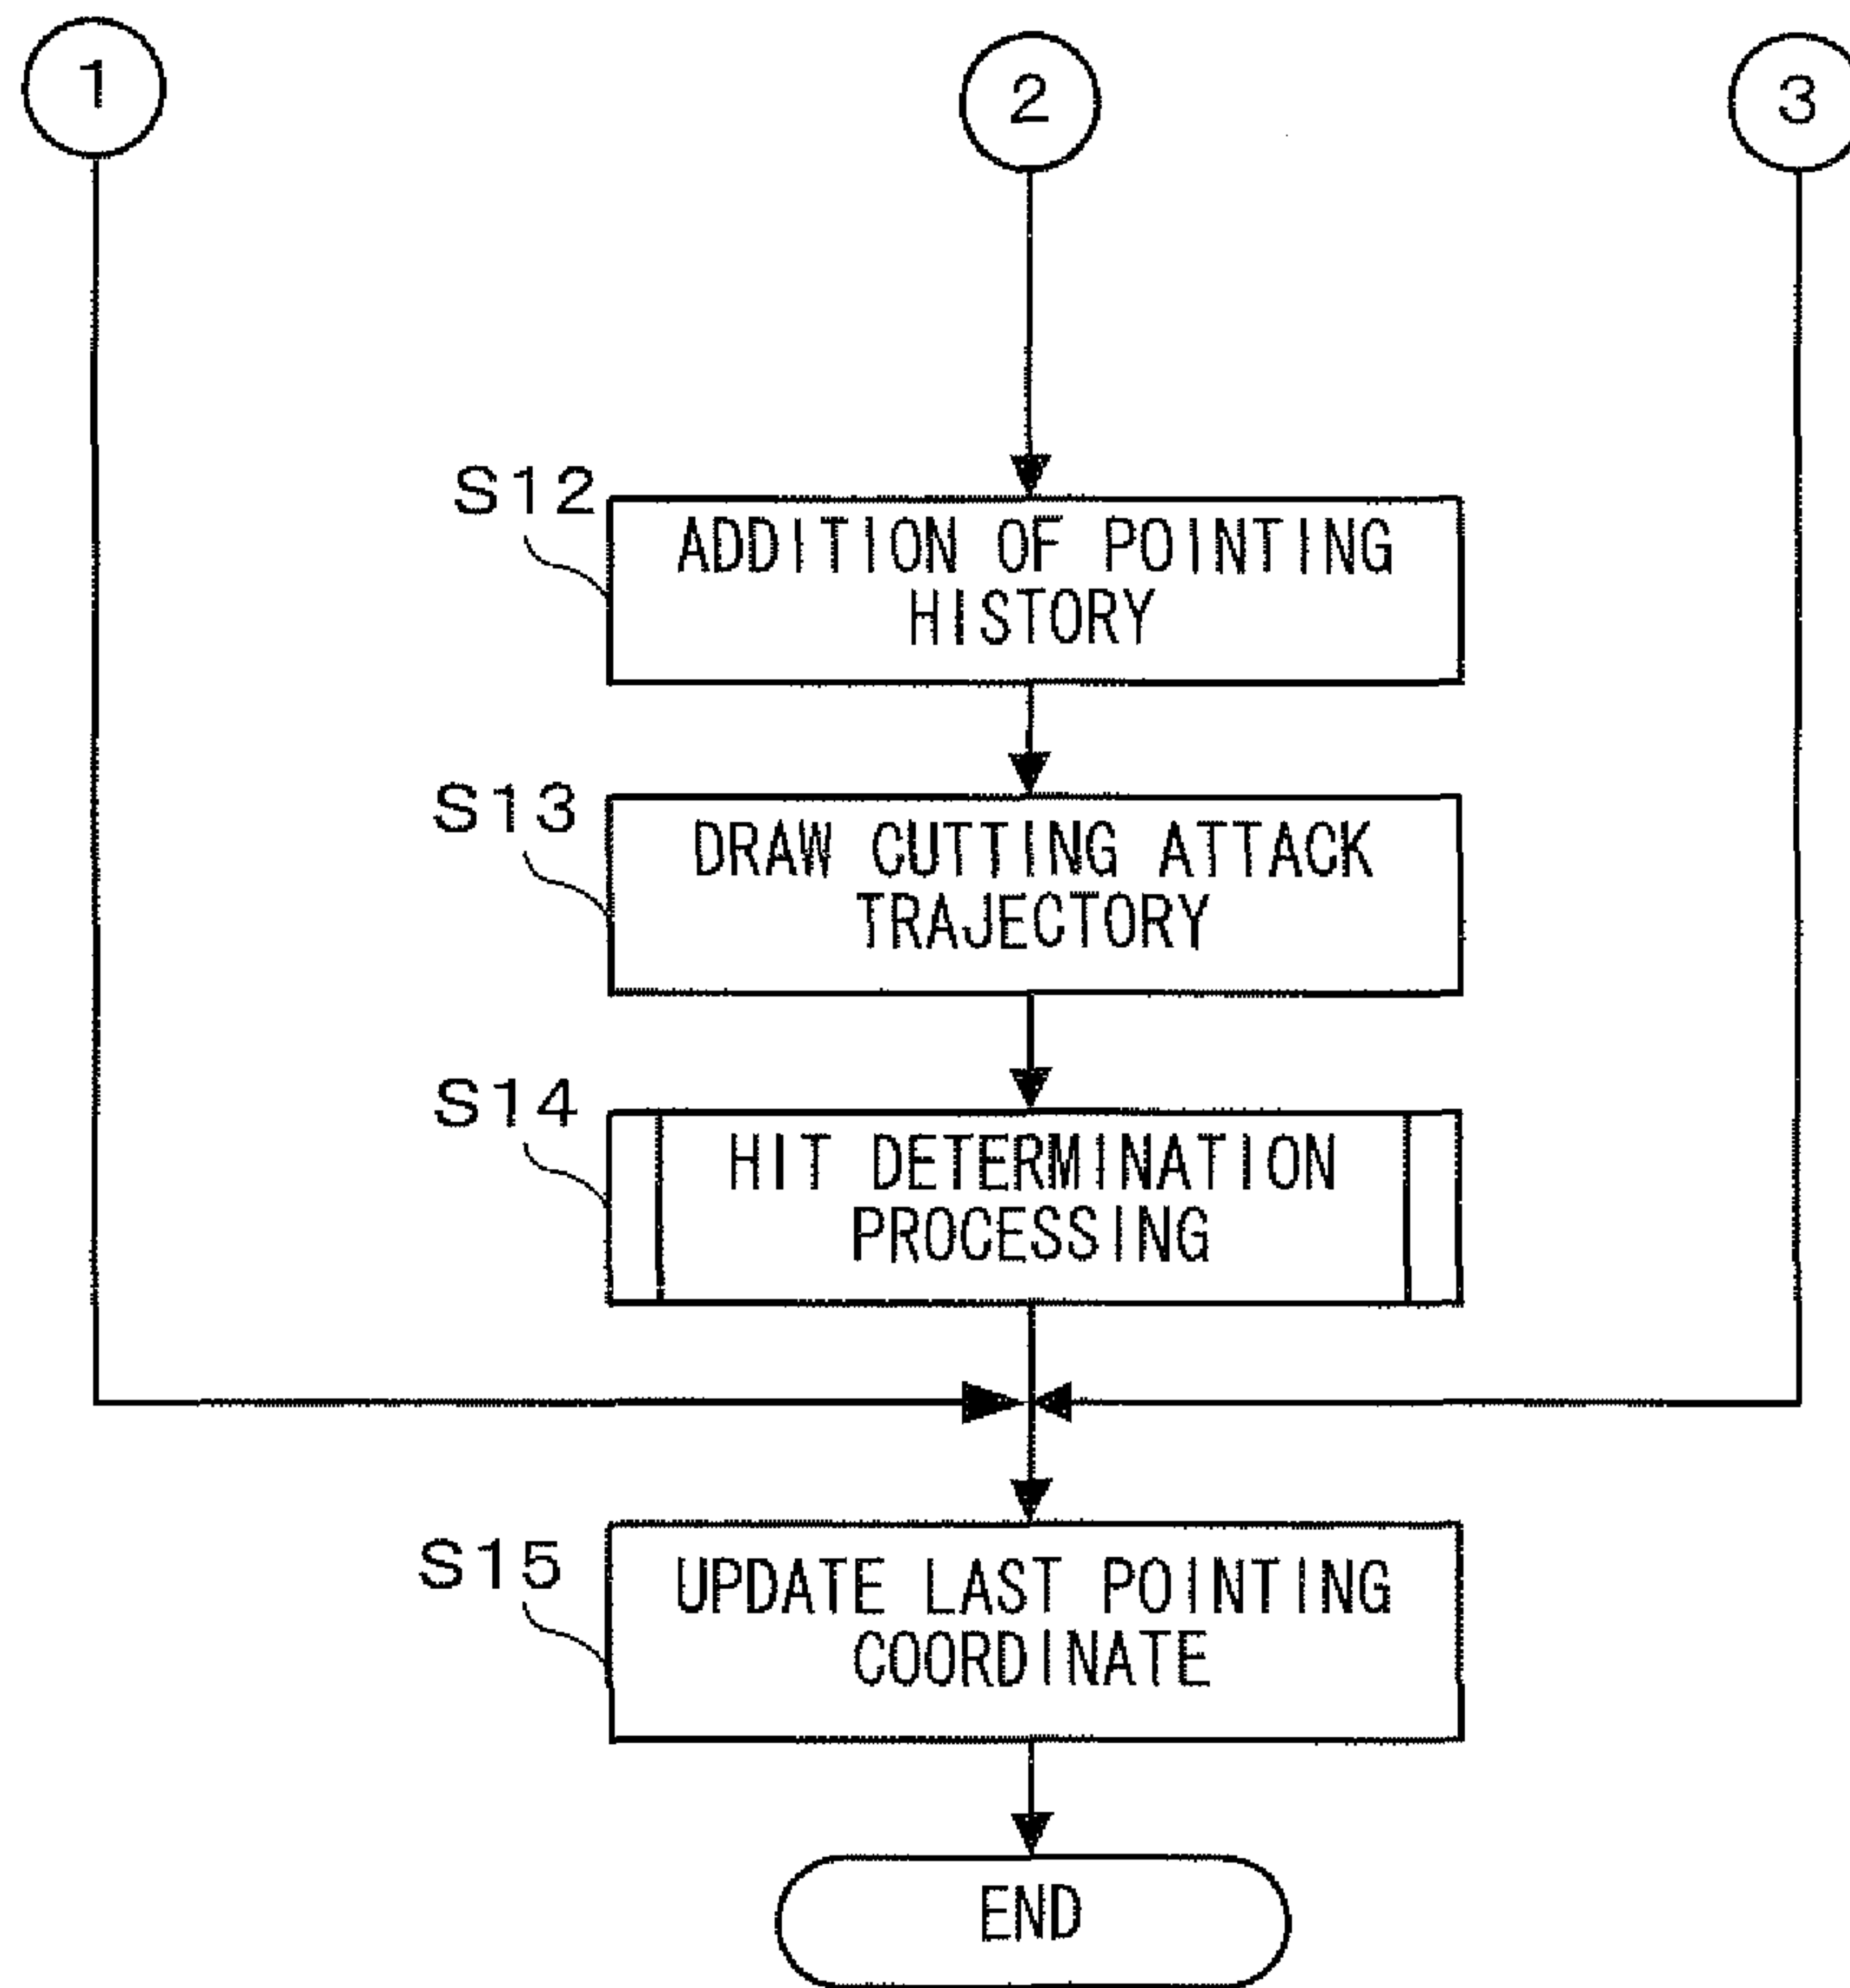 1
2
3
S12
ADDITION OF POINTING
HISTORY
S13
DRAW CUTTING ATTACK
TRAJECTORY
S14
HIT DETERMINATION
PROCESSING
S15
UPDATE LAST POINTING
COORDINATE
END